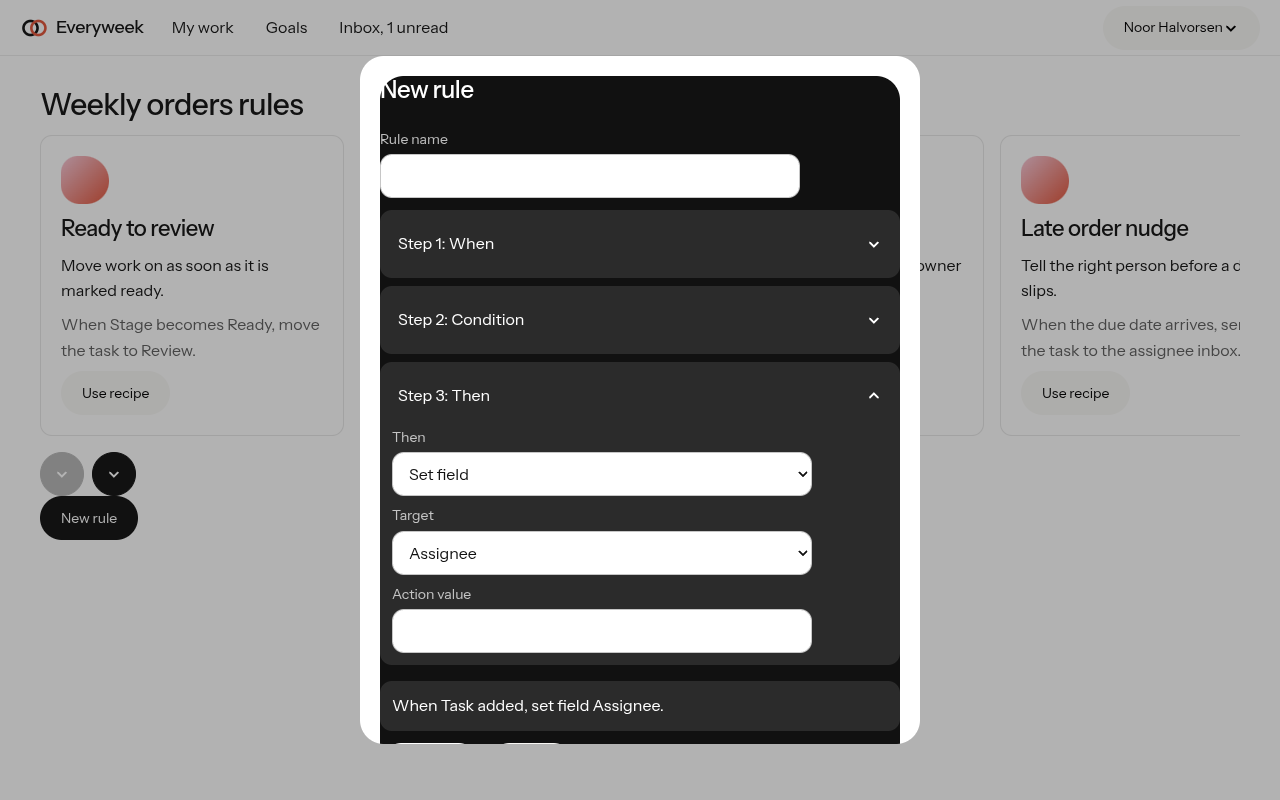 Everyweek
My work
Goals
Inbox, 1 unread
Noor Halvorsen
Weekly orders rules
Ready to review
Move work on as soon as it is
marked ready.
When Stage becomes Ready, move
the task to Review.
Use recipe
New rule
New rule
Rule name
Step 1: When
Step 2: Condition
Step 3: Then
Then
Set field
Target
Assignee
Action value
When Task added, set field Assignee.
owner
Late order nudge
Tell the right person before a
slips.
When the due date arrives,
the task to the assignee inbox.
Use recipe